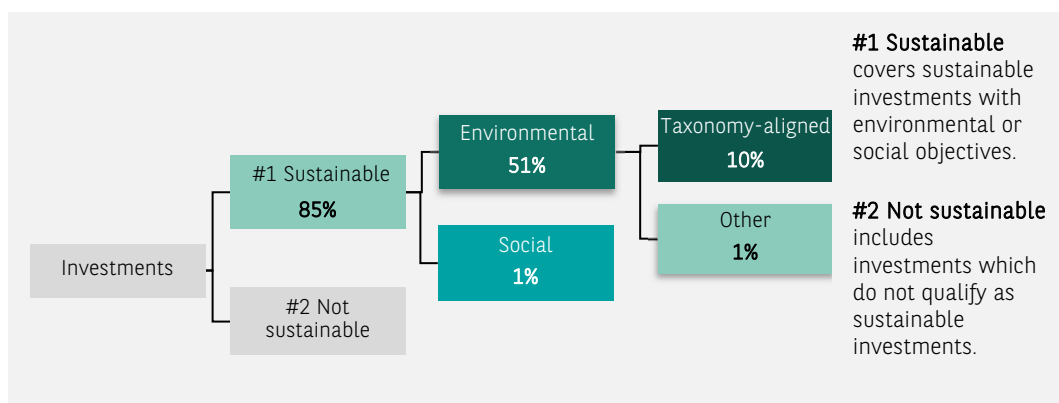 Investments
#1 Sustainable
85%
#2 Not
sustainable
Environmental
51%
Social
1%
Taxonomy-aligned
10%
Other
1%
#1 Sustainable
covers sustainable
investments with
environmental or
social objectives.
#2 Not sustainable
includes
investments which
do not qualify as
sustainable
investments.